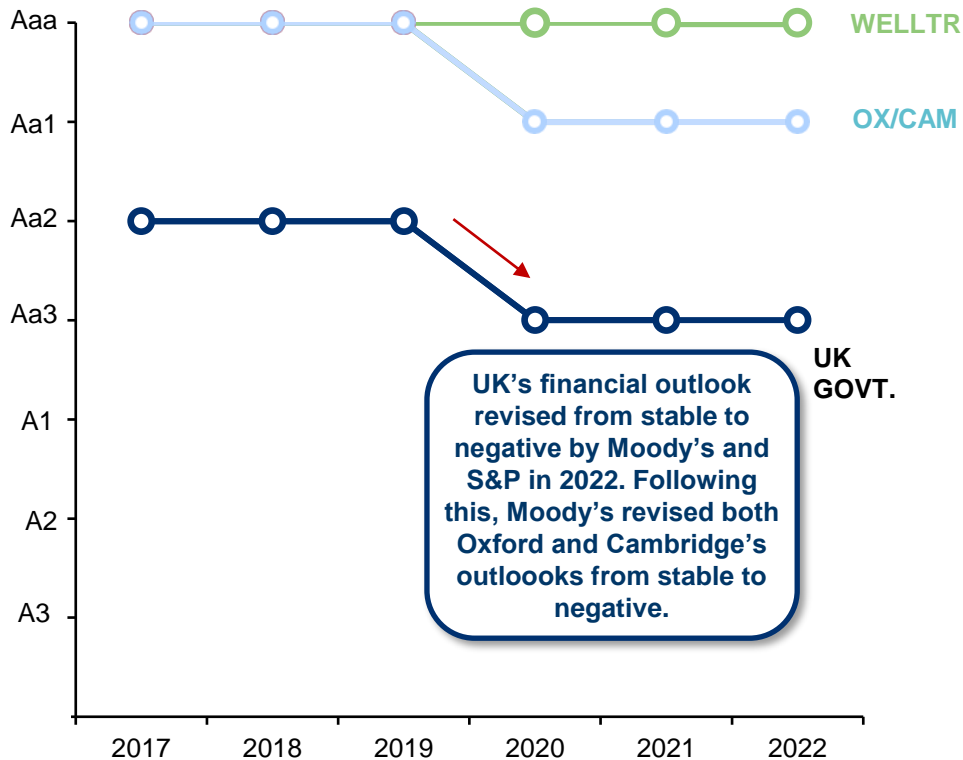 Aaa
WELLTR
Aa1
OX/CAM
Aa2
Aa3
UK
GOVT.
UK’s financial outlook
revised from stable to
negative by Moody’s and
S&P in 2022. Following
this, Moody’s revised both
Oxford and Cambridge’s
outloooks from stable to
negative.
A1
A2
A3
2017 2018 2019 2020 2021 2022